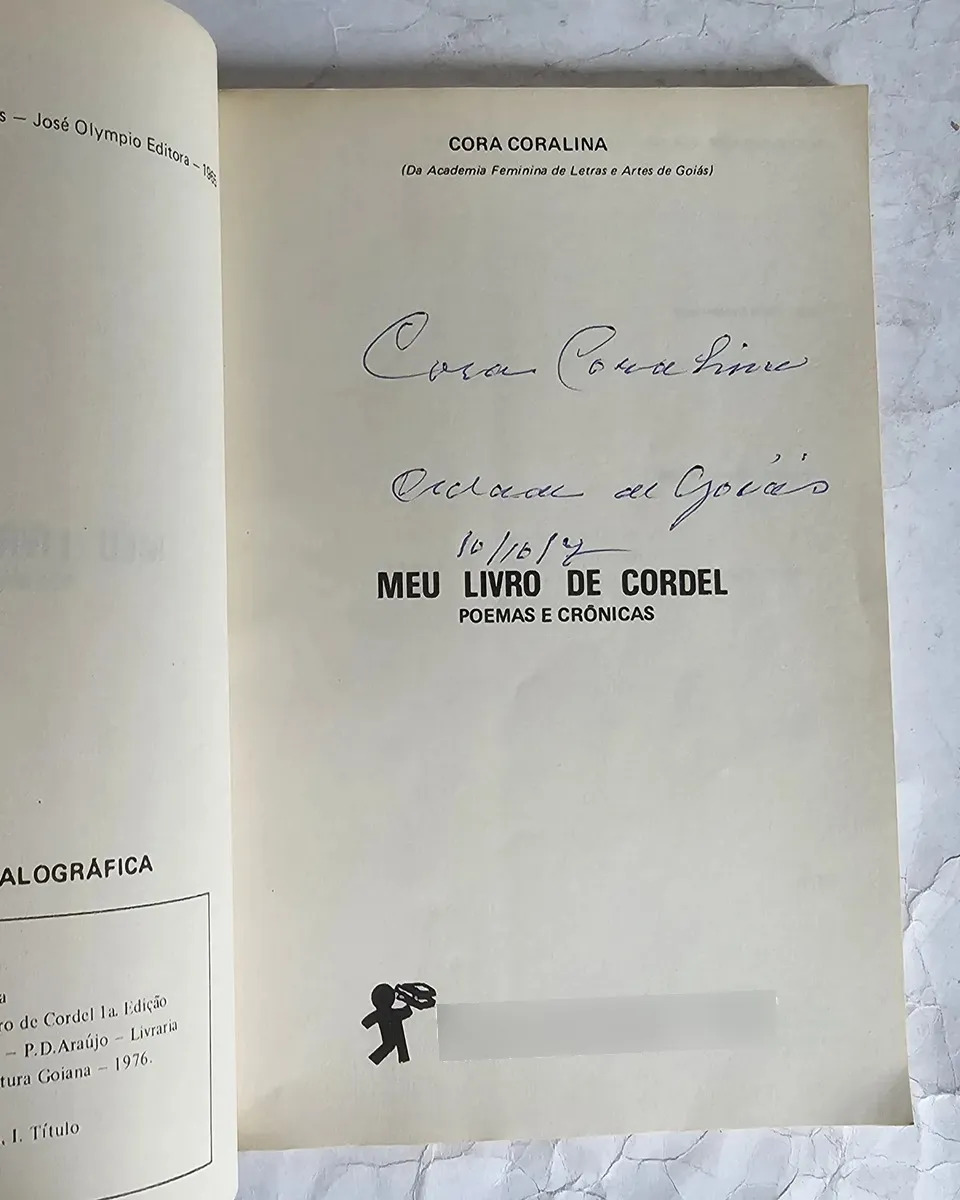 s — José Olympio Editora — 1965
ALOGRÁFICA
a
ro de Cordel 1a. Edição
— P.D.Araújo — Livraria
tura Goiana — 1976.
, I. Título
CORA CORALINA
(Da Academia Feminina de Letras e Artes de Goiás)
Cora Coralina
Cidade de Goiás
MEU LIVRO DE CORDEL
POEMAS E CRÔNICAS